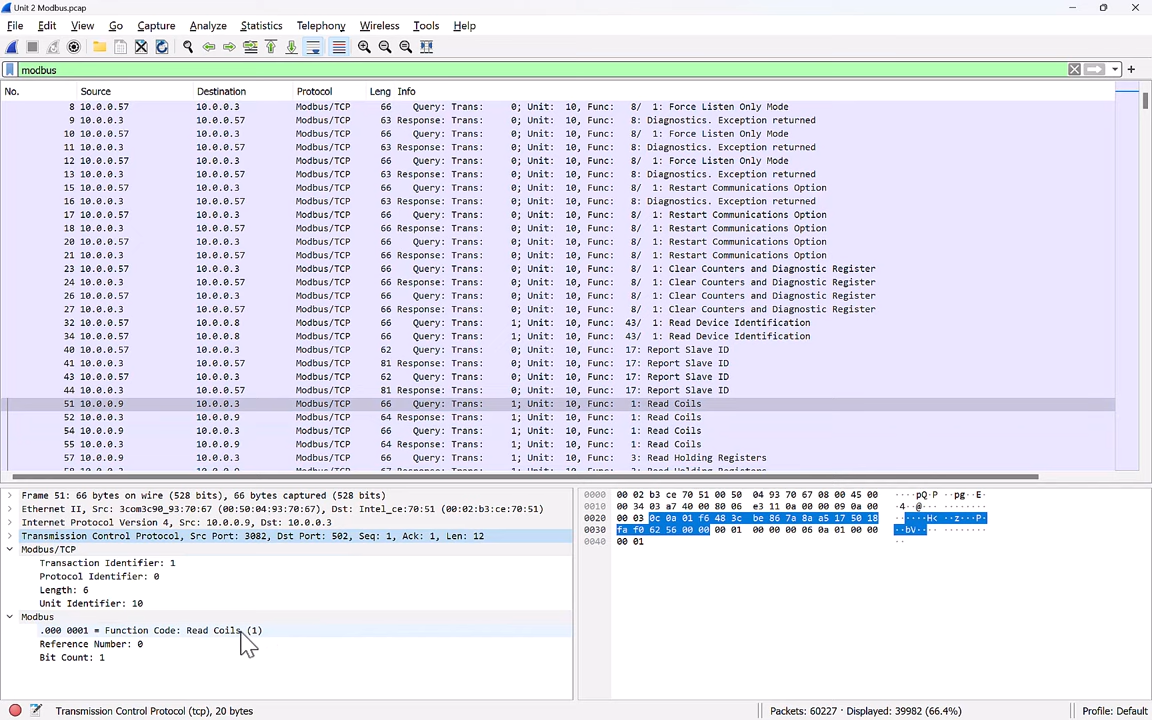 Unit 2 Modbus.pcap
File Edit View Go Capture Analyze Statistics Telephony Wireless Tools Help
modbus
No. Source Destination Protocol Leng Info
8 10.0.0.57 10.0.0.3 Modbus/TCP 66 Query: Trans: 0; Unit: 10, Func: 8/ 1: Force Listen Only Mode
9 10.0.0.3 10.0.0.57 Modbus/TCP 63 Response: Trans: 0; Unit: 10, Func: 8: Diagnostics. Exception returned
10 10.0.0.57 10.0.0.3 Modbus/TCP 66 Query: Trans: 0; Unit: 10, Func: 8/ 1: Force Listen Only Mode
11 10.0.0.3 10.0.0.57 Modbus/TCP 63 Response: Trans: 0; Unit: 10, Func: 8: Diagnostics. Exception returned
12 10.0.0.57 10.0.0.3 Modbus/TCP 66 Query: Trans: 0; Unit: 10, Func: 8/ 1: Force Listen Only Mode
13 10.0.0.3 10.0.0.57 Modbus/TCP 63 Response: Trans: 0; Unit: 10, Func: 8: Diagnostics. Exception returned
15 10.0.0.57 10.0.0.3 Modbus/TCP 66 Query: Trans: 0; Unit: 10, Func: 8/ 1: Restart Communications Option
16 10.0.0.3 10.0.0.57 Modbus/TCP 63 Response: Trans: 0; Unit: 10, Func: 8: Diagnostics. Exception returned
17 10.0.0.57 10.0.0.3 Modbus/TCP 66 Query: Trans: 0; Unit: 10, Func: 8/ 1: Restart Communications Option
18 10.0.0.3 10.0.0.57 Modbus/TCP 66 Response: Trans: 0; Unit: 10, Func: 8/ 1: Restart Communications Option
20 10.0.0.57 10.0.0.3 Modbus/TCP 66 Query: Trans: 0; Unit: 10, Func: 8/ 1: Restart Communications Option
21 10.0.0.3 10.0.0.57 Modbus/TCP 66 Response: Trans: 0; Unit: 10, Func: 8/ 1: Restart Communications Option
23 10.0.0.57 10.0.0.3 Modbus/TCP 66 Query: Trans: 0; Unit: 10, Func: 8/ 1: Clear Counters and Diagnostic Register
24 10.0.0.3 10.0.0.57 Modbus/TCP 66 Response: Trans: 0; Unit: 10, Func: 8/ 1: Clear Counters and Diagnostic Register
26 10.0.0.57 10.0.0.3 Modbus/TCP 66 Query: Trans: 0; Unit: 10, Func: 8/ 1: Clear Counters and Diagnostic Register
27 10.0.0.3 10.0.0.57 Modbus/TCP 66 Response: Trans: 0; Unit: 10, Func: 8/ 1: Clear Counters and Diagnostic Register
32 10.0.0.57 10.0.0.8 Modbus/TCP 66 Query: Trans: 1; Unit: 10, Func: 43/ 1: Read Device Identification
34 10.0.0.57 10.0.0.8 Modbus/TCP 66 Query: Trans: 1; Unit: 10, Func: 43/ 1: Read Device Identification
40 10.0.0.57 10.0.0.3 Modbus/TCP 62 Query: Trans: 0; Unit: 10, Func: 17: Report Slave ID
41 10.0.0.3 10.0.0.57 Modbus/TCP 81 Response: Trans: 0; Unit: 10, Func: 17: Report Slave ID
43 10.0.0.57 10.0.0.3 Modbus/TCP 62 Query: Trans: 0; Unit: 10, Func: 17: Report Slave ID
44 10.0.0.3 10.0.0.57 Modbus/TCP 81 Response: Trans: 0; Unit: 10, Func: 17: Report Slave ID
51 10.0.0.9 10.0.0.3 Modbus/TCP 66 Query: Trans: 1; Unit: 10, Func: 1: Read Coils
52 10.0.0.3 10.0.0.9 Modbus/TCP 64 Response: Trans: 1; Unit: 10, Func: 1: Read Coils
54 10.0.0.9 10.0.0.3 Modbus/TCP 66 Query: Trans: 1; Unit: 10, Func: 1: Read Coils
55 10.0.0.3 10.0.0.9 Modbus/TCP 64 Response: Trans: 1; Unit: 10, Func: 1: Read Coils
57 10.0.0.9 10.0.0.3 Modbus/TCP 66 Query: Trans: 1; Unit: 10, Func: 3: Read Holding Registers
Frame 51: 66 bytes on wire (528 bits), 66 bytes captured (528 bits)
Ethernet II, Src: 3com3c90_93:70:67 (00:50:04:93:70:67), Dst: Intel_ce:70:51 (00:02:b3:ce:70:51)
Internet Protocol Version 4, Src: 10.0.0.9, Dst: 10.0.0.3
Transmission Control Protocol, Src Port: 3082, Dst Port: 502, Seq: 1, Ack: 1, Len: 12
Modbus/TCP
Transaction Identifier: 1
Protocol Identifier: 0
Length: 6
Unit Identifier: 10
Modbus
.000 0001 = Function Code: Read Coils (1)
Reference Number: 0
Bit Count: 1
0000 00 02 b3 ce 70 51 00 50 04 93 70 67 08 00 45 00 ····pQ·P ··pg··E·
0010 00 34 03 a7 40 00 80 06 e3 11 0a 00 00 09 0a 00 ·4··@··· ········
0020 00 03 0c 0a 01 f6 48 3c be 86 7a 8a a5 17 50 18 ······H< ··z···P·
0030 fa f0 62 56 00 00 00 01 00 00 00 06 0a 01 00 00 ··bV···· ········
0040 00 01 ··
Transmission Control Protocol (tcp), 20 bytes
Packets: 60227 · Displayed: 39982 (66.4%)
Profile: Default